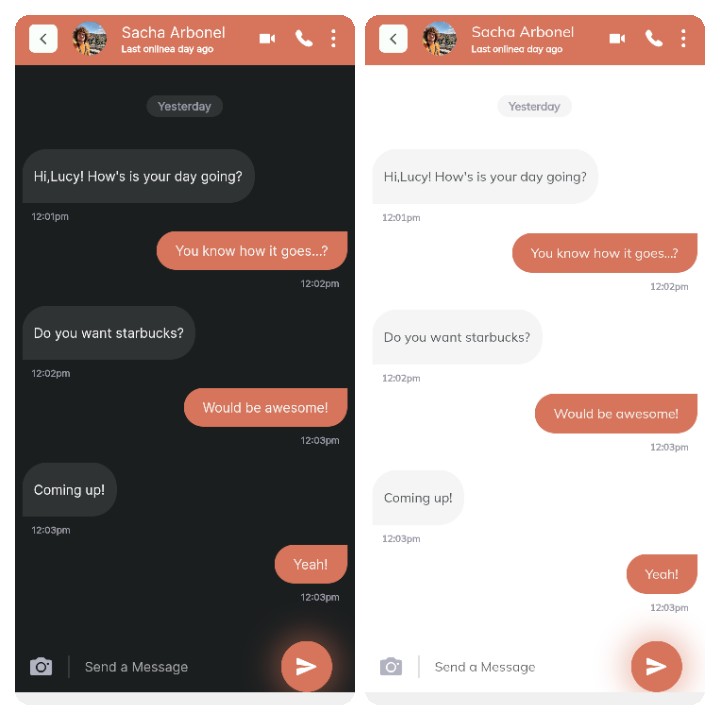 Sacha Arbonel
Last onlinea day ago
Yesterday
Hi,Lucy! How's is your day going?
12:01pm
You know how it goes...?
12:02pm
Do you want starbucks?
12:02pm
Would be awesome!
12:03pm
Coming up!
12:03pm
Yeah!
12:03pm
Send a Message
Sacha Arbonel
Last onlinea day ago
Yesterday
Hi,Lucy! How's is your day going?
12:01pm
You know how it goes...?
12:02pm
Do you want starbucks?
12:02pm
Would be awesome!
12:03pm
Coming up!
12:03pm
Yeah!
12:03pm
Send a Message